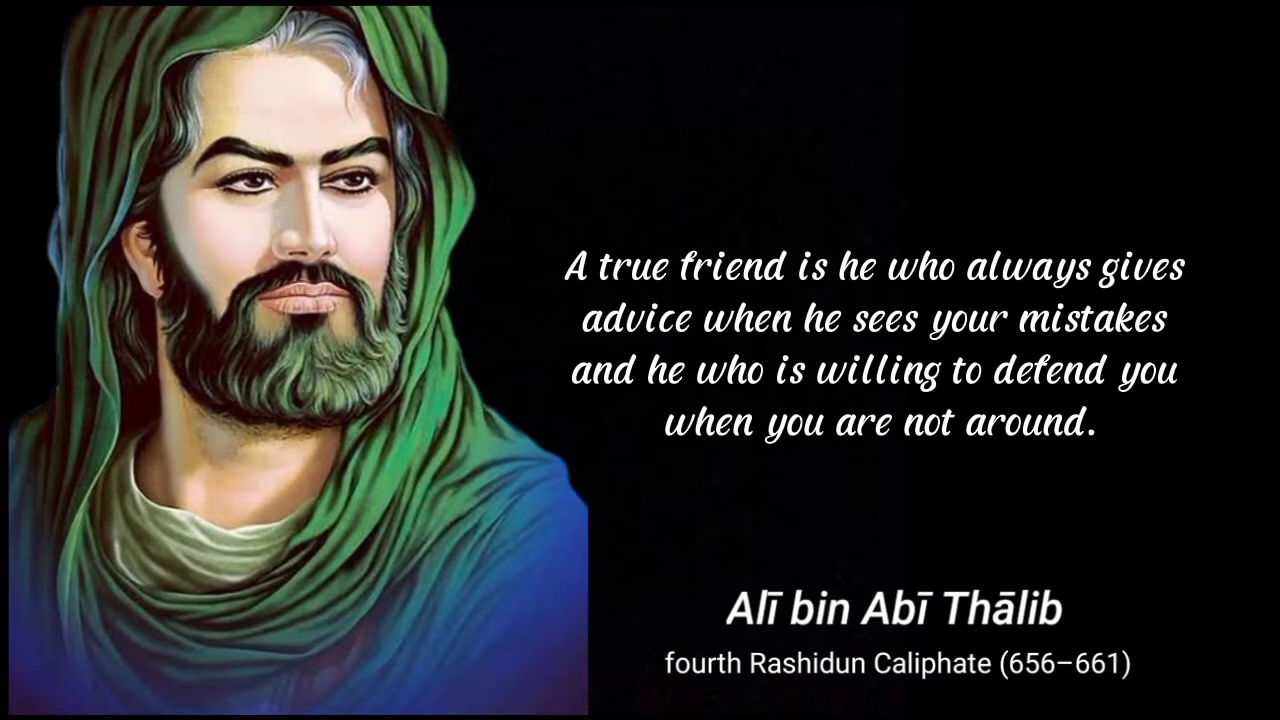 A true friend is he who always gives
advice when he sees your mistakes
and he who is willing to defend you
when you are not around.
Alī bin Abī Thālib
fourth Rashidun Caliphate (656–661)